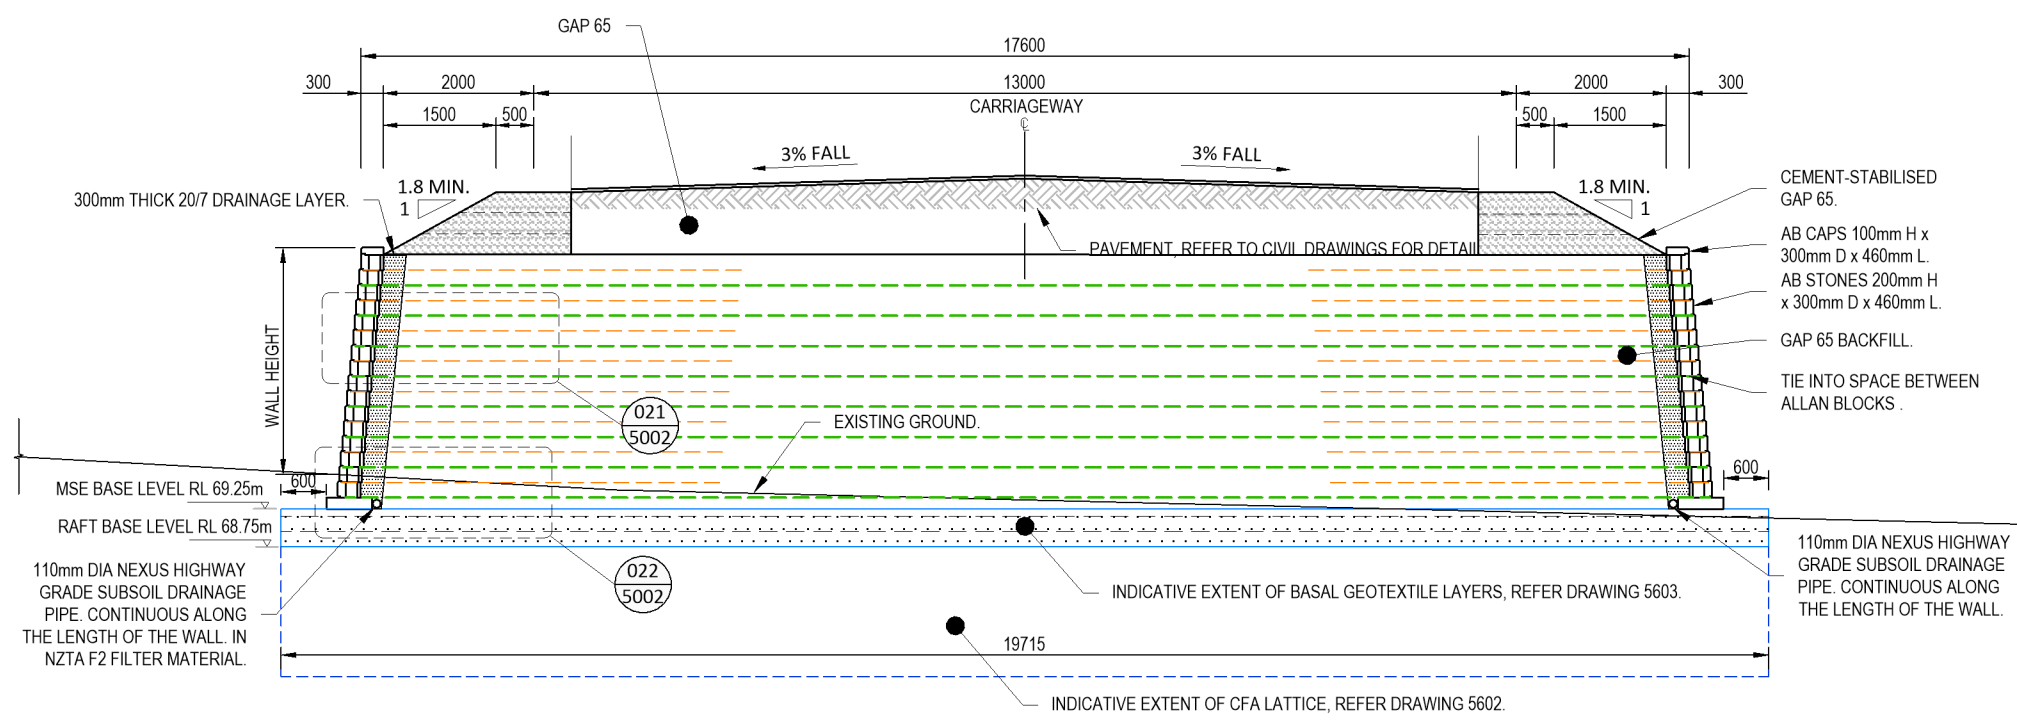 GAP 65
17600
300
2000
13000
2000
300
CARRIAGEWAY
1500
500
500
1500
℄
3% FALL
3% FALL
1.8 MIN.
1
1.8 MIN.
1
300mm THICK 20/7 DRAINAGE LAYER.
CEMENT-STABILISED
GAP 65.
PAVEMENT, REFER TO CIVIL DRAWINGS FOR DETAIL
AB CAPS 100mm H x
300mm D x 460mm L.
AB STONES 200mm H
x 300mm D x 460mm L.
GAP 65 BACKFILL.
TIE INTO SPACE BETWEEN
ALLAN BLOCKS .
WALL HEIGHT
021
5002
EXISTING GROUND.
600
600
MSE BASE LEVEL RL 69.25m
RAFT BASE LEVEL RL 68.75m
110mm DIA NEXUS HIGHWAY
GRADE SUBSOIL DRAINAGE
PIPE. CONTINUOUS ALONG
THE LENGTH OF THE WALL. IN
NZTA F2 FILTER MATERIAL.
022
5002
INDICATIVE EXTENT OF BASAL GEOTEXTILE LAYERS, REFER DRAWING 5603.
110mm DIA NEXUS HIGHWAY
GRADE SUBSOIL DRAINAGE
PIPE. CONTINUOUS ALONG
THE LENGTH OF THE WALL.
19715
INDICATIVE EXTENT OF CFA LATTICE, REFER DRAWING 5602.